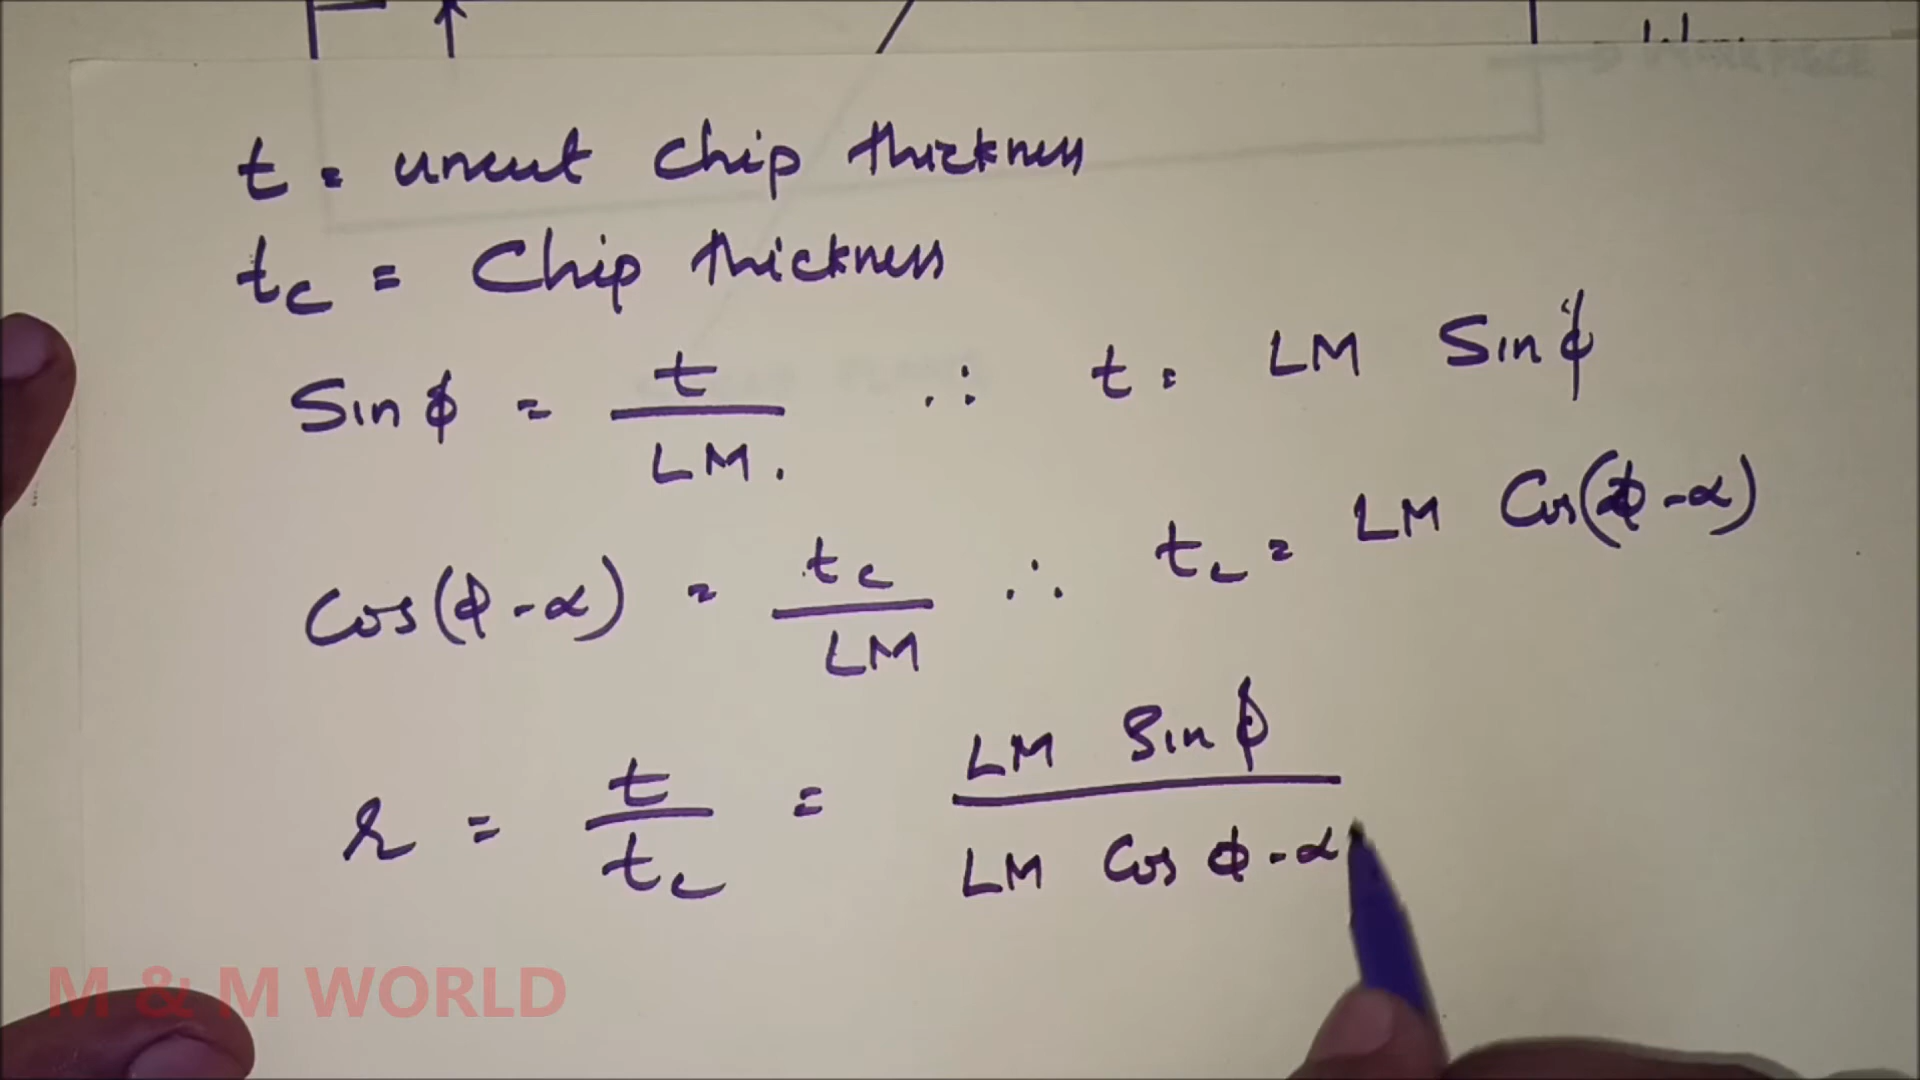 t = uncut chip thickness
tc = Chip thickness
Sin ϕ = t / LM. ∴ t = LM Sin ϕ
Cos(ϕ-α) = tc / LM ∴ tc = LM Cos(ϕ-α)
r = t / tc = LM Sin ϕ / LM Cos ϕ-α
M & M WORLD